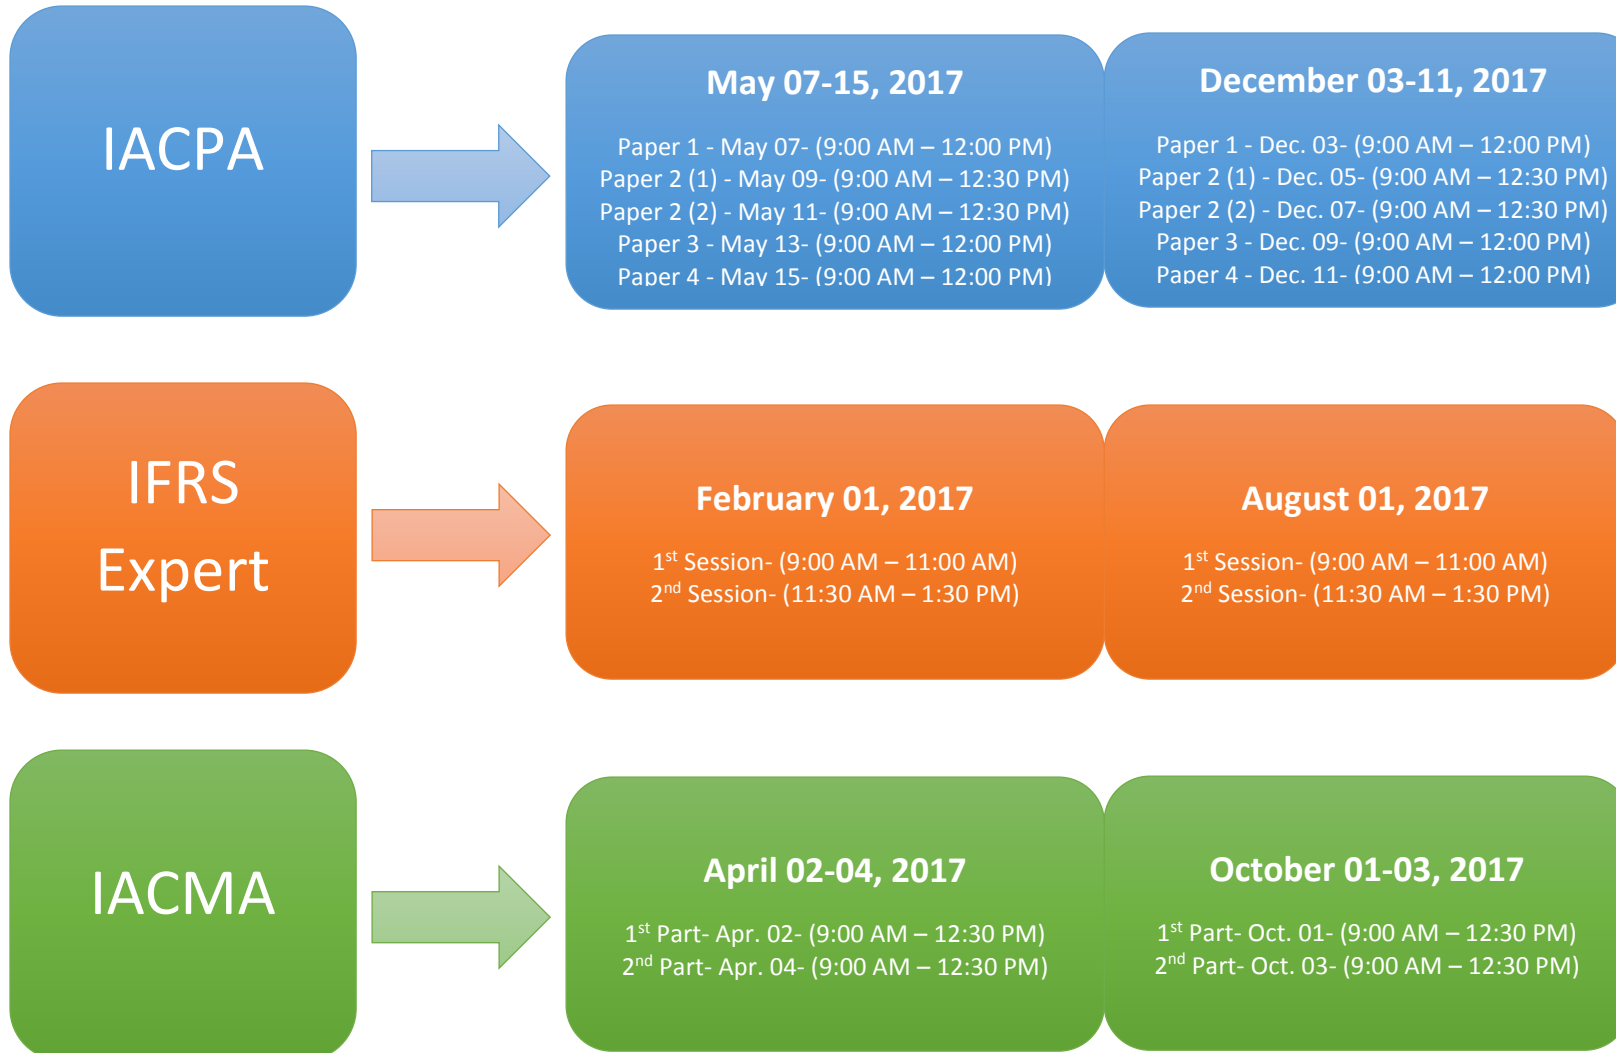 IACPA
May 07-15, 2017
Paper 1 - May 07- (9:00 AM – 12:00 PM)
Paper 2 (1) - May 09- (9:00 AM – 12:30 PM)
Paper 2 (2) - May 11- (9:00 AM – 12:30 PM)
Paper 3 - May 13- (9:00 AM – 12:00 PM)
Paper 4 - May 15- (9:00 AM – 12:00 PM)
December 03-11, 2017
Paper 1 - Dec. 03- (9:00 AM – 12:00 PM)
Paper 2 (1) - Dec. 05- (9:00 AM – 12:30 PM)
Paper 2 (2) - Dec. 07- (9:00 AM – 12:30 PM)
Paper 3 - Dec. 09- (9:00 AM – 12:00 PM)
Paper 4 - Dec. 11- (9:00 AM – 12:00 PM)
IFRS
Expert
February 01, 2017
1st Session- (9:00 AM – 11:00 AM)
2nd Session- (11:30 AM – 1:30 PM)
August 01, 2017
1st Session- (9:00 AM – 11:00 AM)
2nd Session- (11:30 AM – 1:30 PM)
IACMA
April 02-04, 2017
1st Part- Apr. 02- (9:00 AM – 12:30 PM)
2nd Part- Apr. 04- (9:00 AM – 12:30 PM)
October 01-03, 2017
1st Part- Oct. 01- (9:00 AM – 12:30 PM)
2nd Part- Oct. 03- (9:00 AM – 12:30 PM)